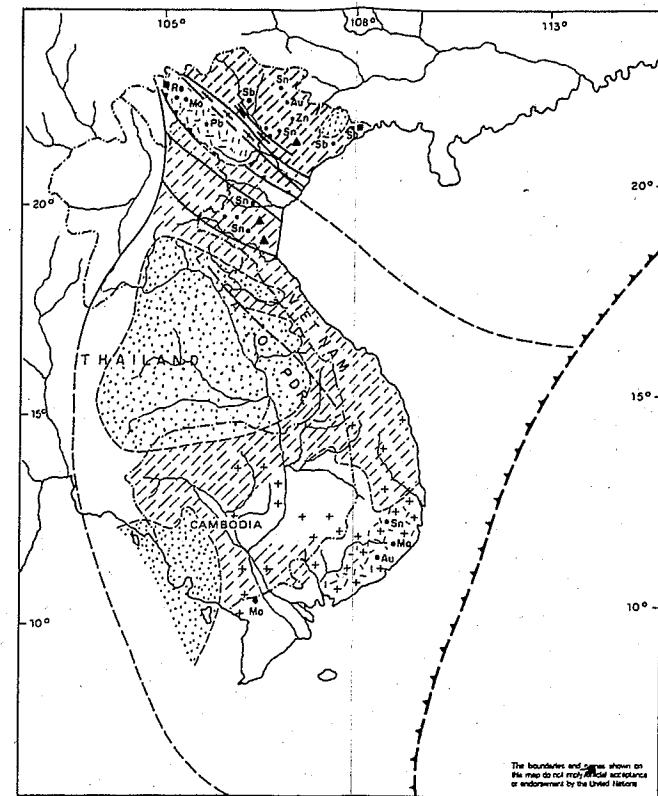 105° 108° 113°
Sn
Sb
Re
Mo
Au
Zn
Pb
Sn
Sb
Sb
20° 20°
Sn
Sn
VIETNAM
THAILAND
O PDR
15° 15°
CAMBODIA
Sn
Mo
Au
10° 10°
Mo
The boundaries and names shown on
this map do not imply official acceptance
or endorsement by the United Nations